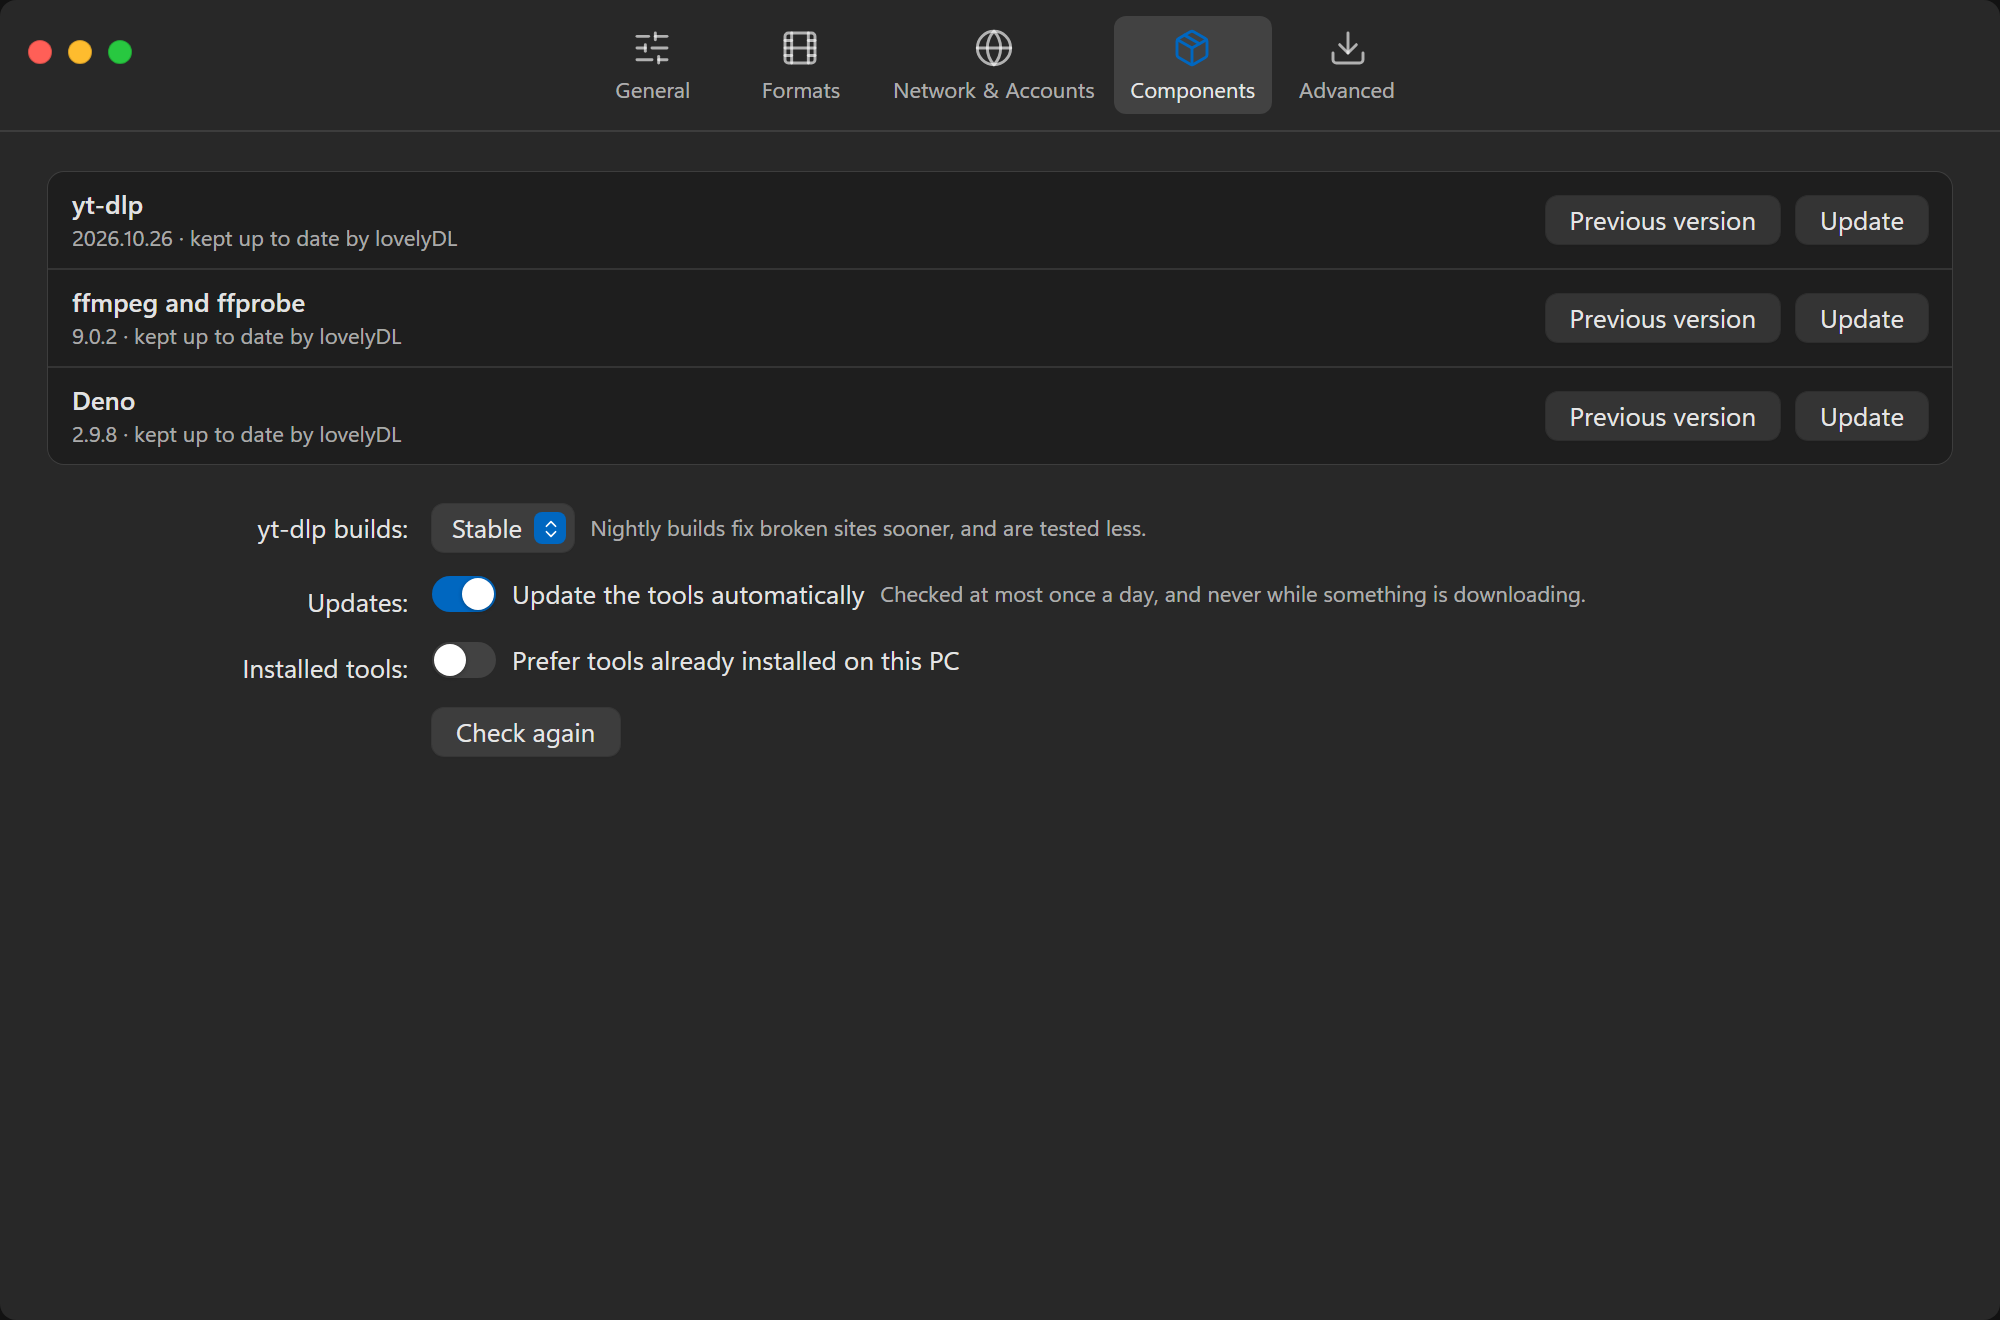 General
Formats
Network & Accounts
Components
Advanced
yt-dlp
2026.10.26 · kept up to date by lovelyDL
Previous version
Update
ffmpeg and ffprobe
9.0.2 · kept up to date by lovelyDL
Previous version
Update
Deno
2.9.8 · kept up to date by lovelyDL
Previous version
Update
yt-dlp builds:
Stable
Nightly builds fix broken sites sooner, and are tested less.
Updates:
Update the tools automatically
Checked at most once a day, and never while something is downloading.
Installed tools:
Prefer tools already installed on this PC
Check again